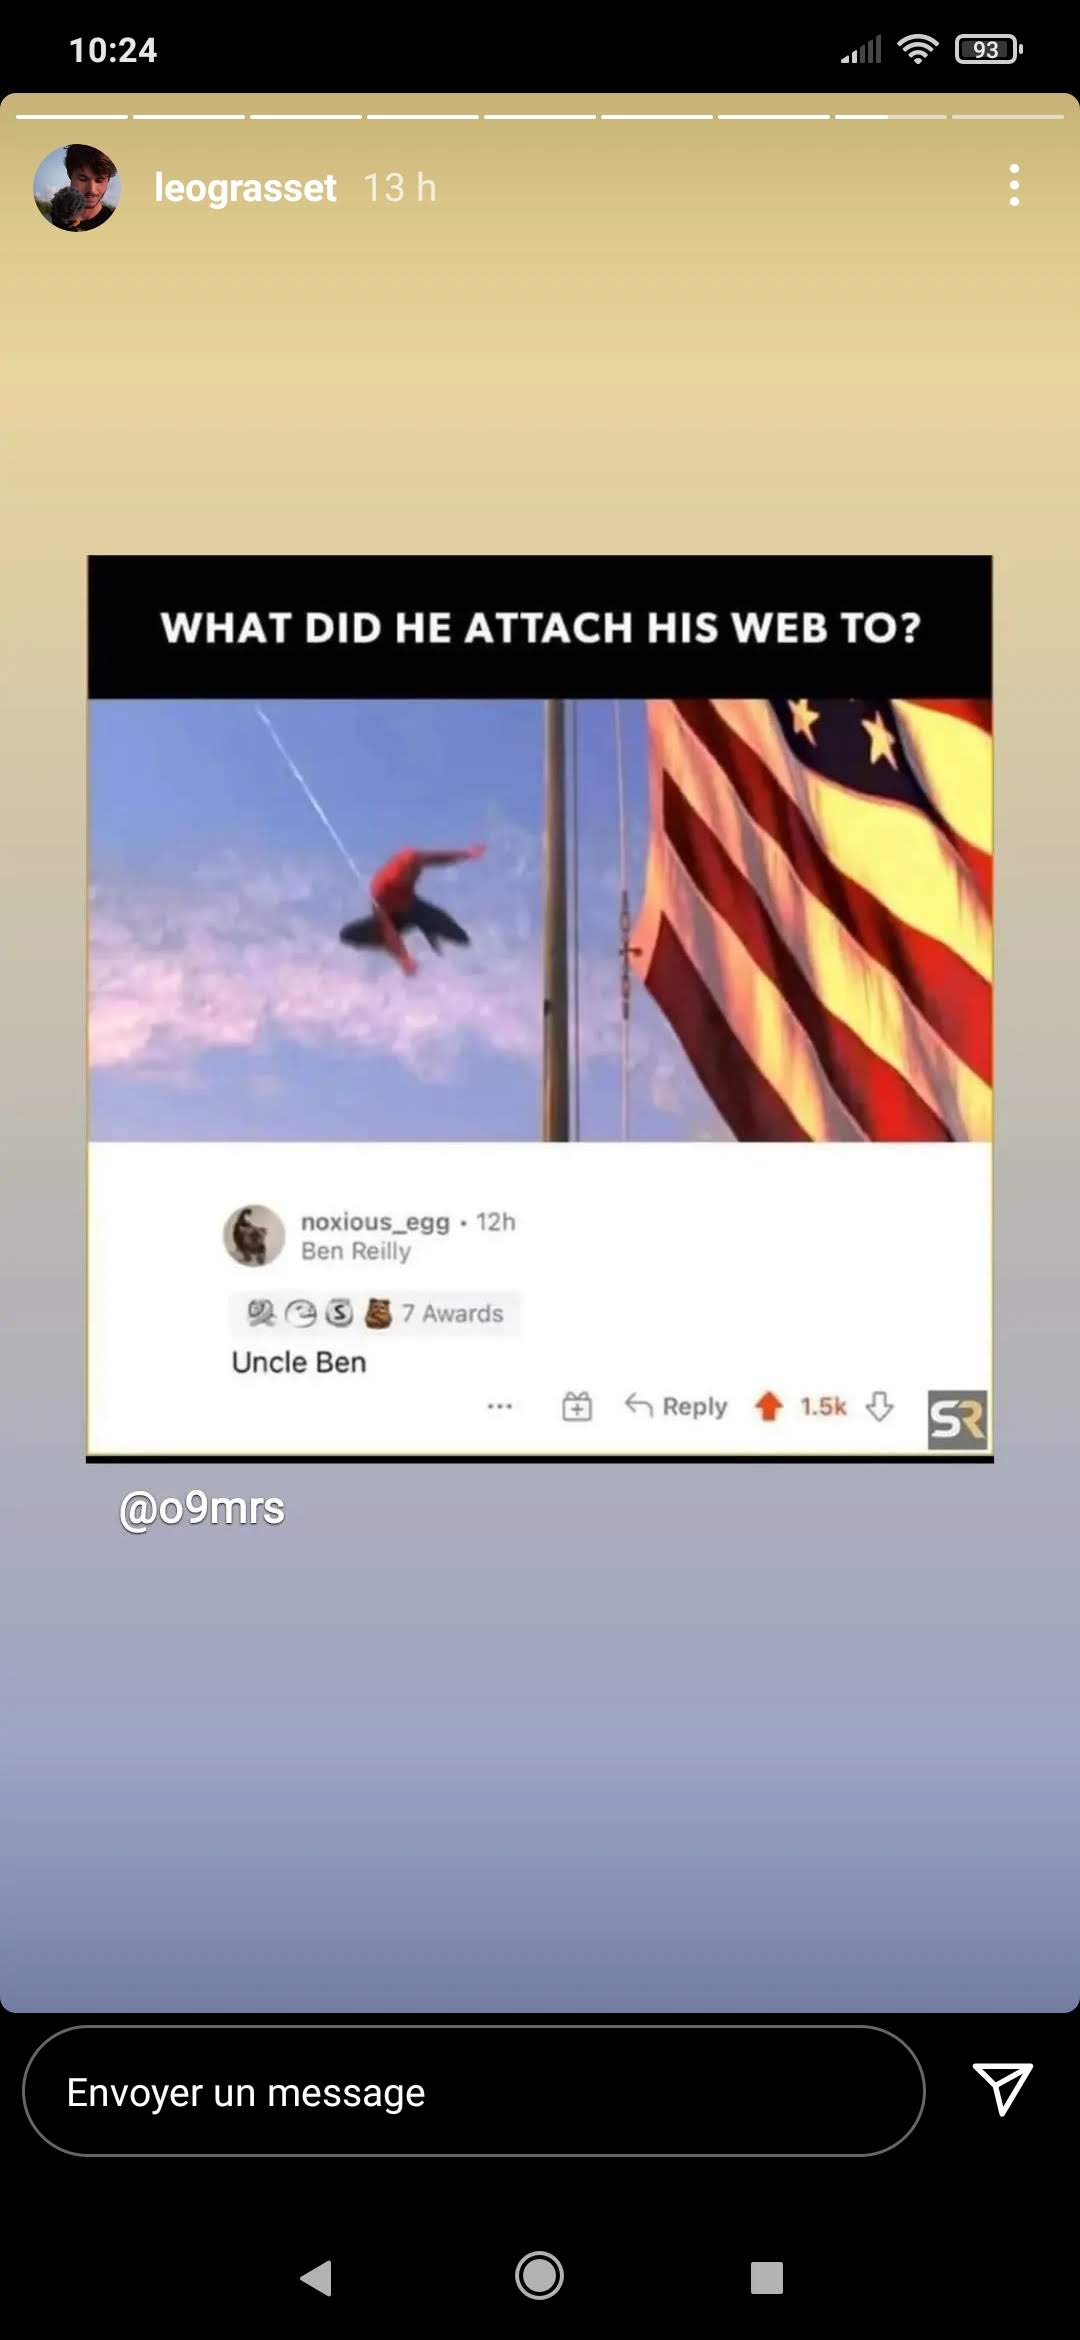 10:24
93
leograsset 13 h
WHAT DID HE ATTACH HIS WEB TO?
noxious_egg • 12h
Ben Reilly
S 7 Awards
Uncle Ben
... Reply 1.5k
SR
@o9mrs
Envoyer un message